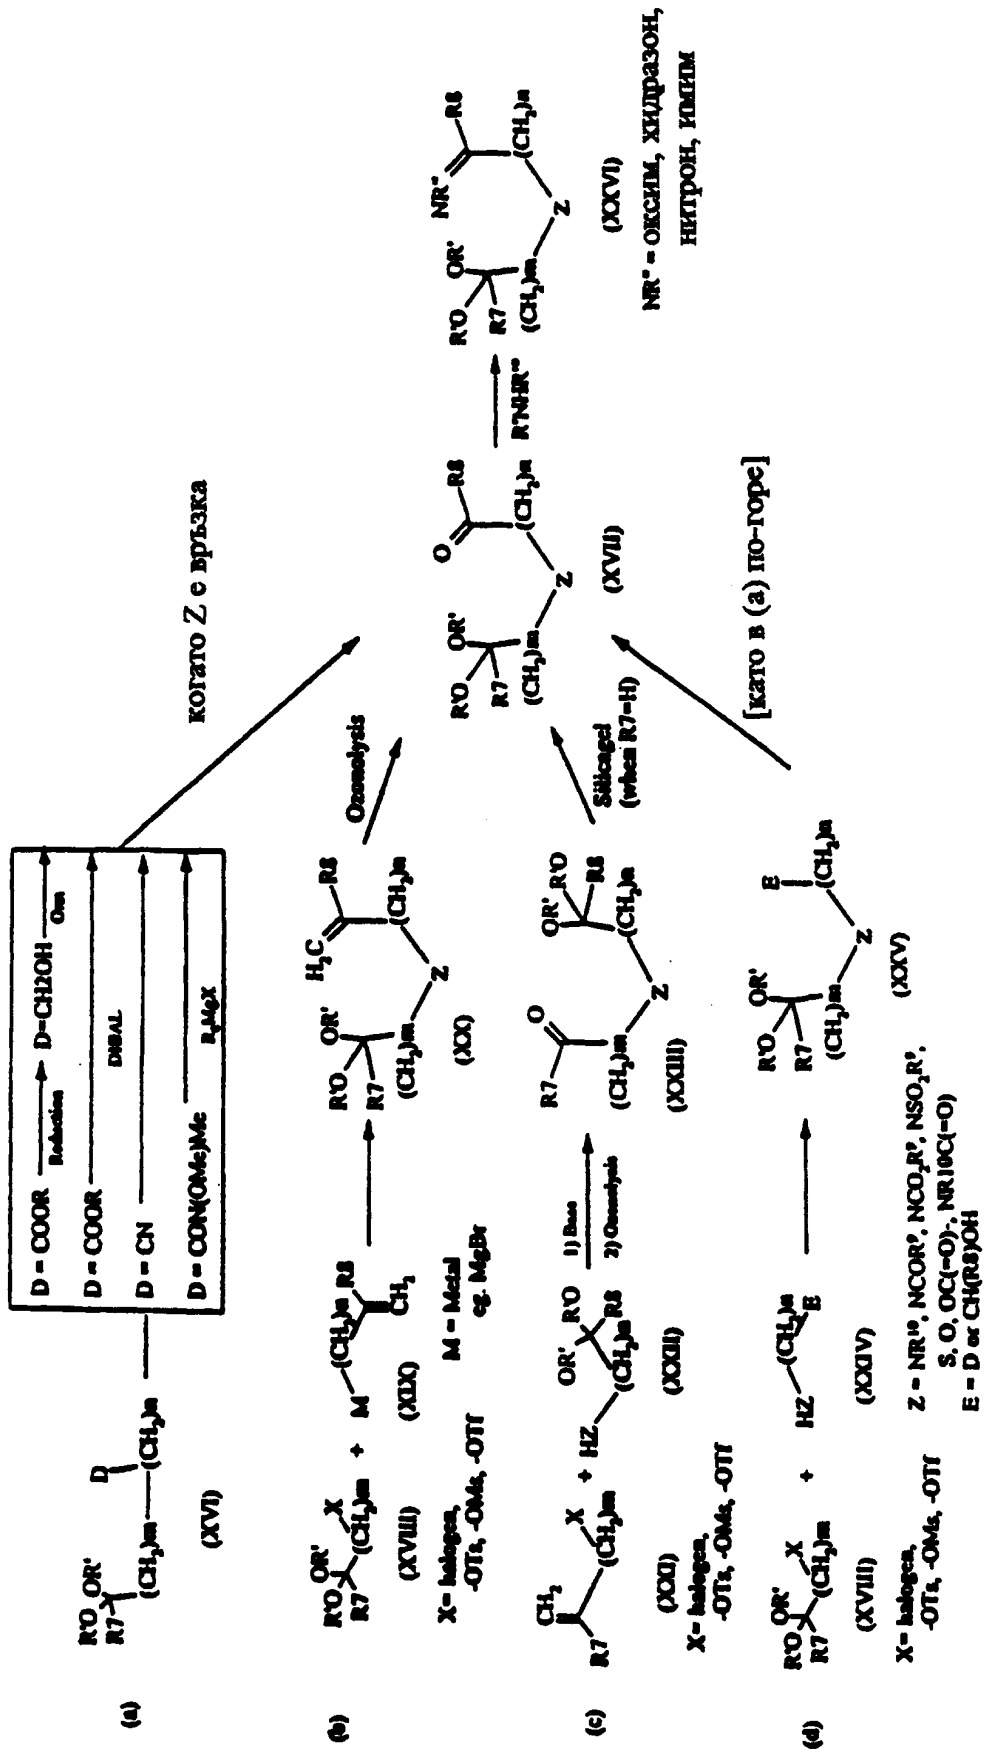 (a)
R'O OR'
R7
(CH₂)m
D
(CH₂)n
(XVI)
D = COOR Reduction D=CH2OH Oxn
D = COOR DIBAL
D = CN
D = CON(OMe)Me R₈MgX
когато Z е връзка
(b)
R'O OR'
R7
X
(CH₂)m
(XVIII)
X= halogen,
-OTs, -OMs, -OTf
+
M
(CH₂)n R8
CH₂
(XIX)
M = Metal
eg. MgBr
R'O OR'
R7
(CH₂)m
Z
H₂C
R8
(CH₂)n
(XX)
Ozonolysis
(c)
CH₂
R7
X
(CH₂)m
(XXI)
X= halogen,
-OTs, -OMs, -OTf
+ HZ
OR' R'O
R8
(CH₂)n
(XXII)
1) Base
2) Ozonolysis
O
R7
(CH₂)m
Z
OR' R'O
R8
(CH₂)n
(XXIII)
Silicagel
(when R7=H)
R'O OR'
R7
(CH₂)m
Z
O
R8
(CH₂)n
(XVII)
R'NHR'''
R'O OR'
R7
(CH₂)m
Z
NR''
R8
(CH₂)n
(XXVI)
NR'' = оксим, хидразон,
нитрон, имим
(d)
R'O OR'
R7
X
(CH₂)m
(XVIII)
X= halogen,
-OTs, -OMs, -OTf
+
HZ
(CH₂)n
E
(XXIV)
Z = NR¹⁰, NCOR⁹, NCO₂R⁹, NSO₂R⁹,
S, O, OC(=O)-, NR10C(=O)
E = D or CH(R8)OH
R'O OR'
R7
(CH₂)m
Z
E
(CH₂)n
(XXV)
[като в (а) по-горе]